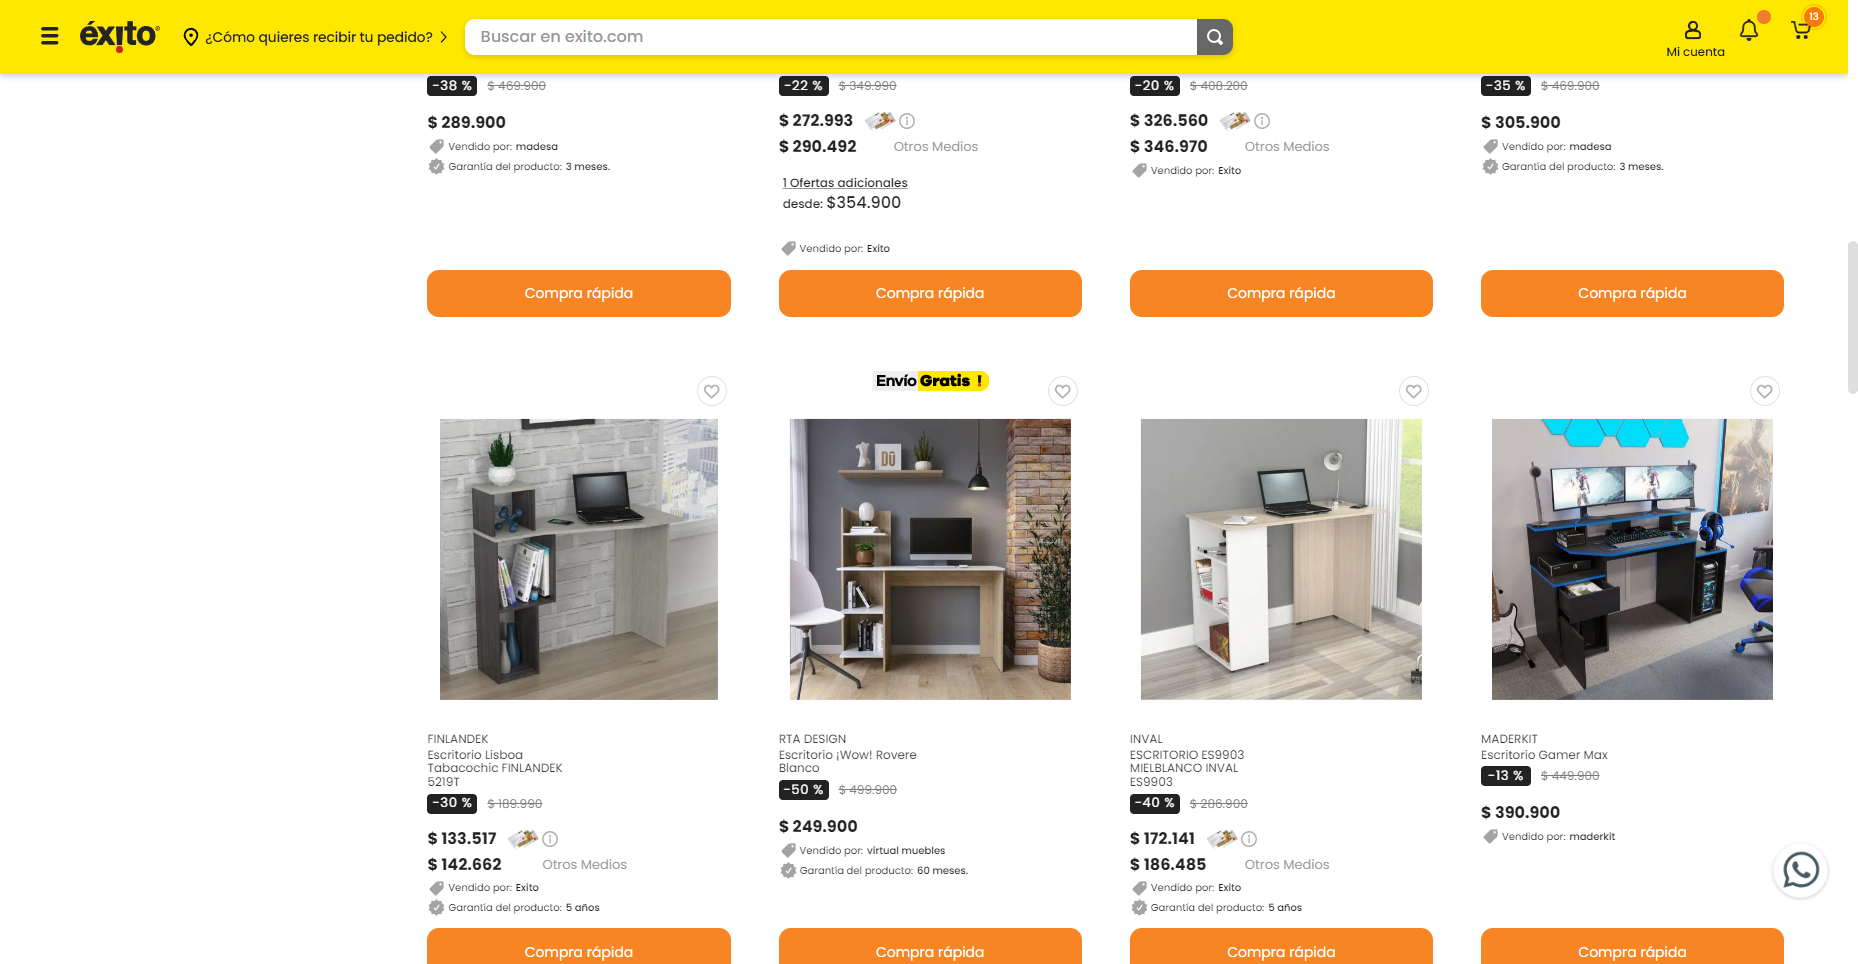 éxito
¿Cómo quieres recibir tu pedido?
Buscar en exito.com
Mi cuenta
13
-38 % $ 469.900
$ 289.900
Vendido por: madesa
Garantía del producto: 3 meses.
Compra rápida
-22 % $ 349.990
$ 272.993
$ 290.492 Otros Medios
1 Ofertas adicionales
desde: $354.900
Vendido por: Exito
Compra rápida
-20 % $ 408.200
$ 326.560
$ 346.970 Otros Medios
Vendido por: Exito
Compra rápida
-35 % $ 469.900
$ 305.900
Vendido por: madesa
Garantía del producto: 3 meses.
Compra rápida
FINLANDEK
Escritorio Lisboa
Tabacochic FINLANDEK
5219T
-30 % $ 189.990
$ 133.517
$ 142.662 Otros Medios
Vendido por: Exito
Garantía del producto: 5 años
Compra rápida
Envío Gratis !
DÛ
RTA DESIGN
Escritorio ¡Wow! Rovere
Blanco
-50 % $ 499.900
$ 249.900
Vendido por: virtual muebles
Garantía del producto: 60 meses.
Compra rápida
INVAL
ESCRITORIO ES9903
MIELBLANCO INVAL
ES9903
-40 % $ 286.900
$ 172.141
$ 186.485 Otros Medios
Vendido por: Exito
Garantía del producto: 5 años
Compra rápida
MADERKIT
Escritorio Gamer Max
-13 % $ 449.900
$ 390.900
Vendido por: maderkit
Compra rápida